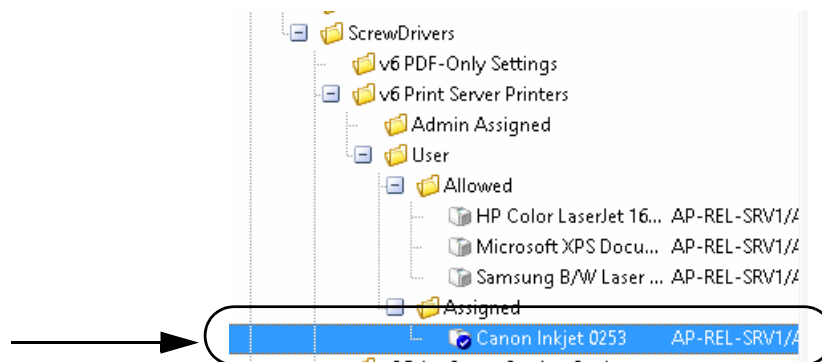 ScrewDrivers
v6 PDF-Only Settings
v6 Print Server Printers
Admin Assigned
User
Allowed
HP Color LaserJet 16... AP-REL-SRV1/A
Microsoft XPS Docu... AP-REL-SRV1/A
Samsung B/W Laser ... AP-REL-SRV1/A
Assigned
Canon Inkjet 0253 AP-REL-SRV1/A